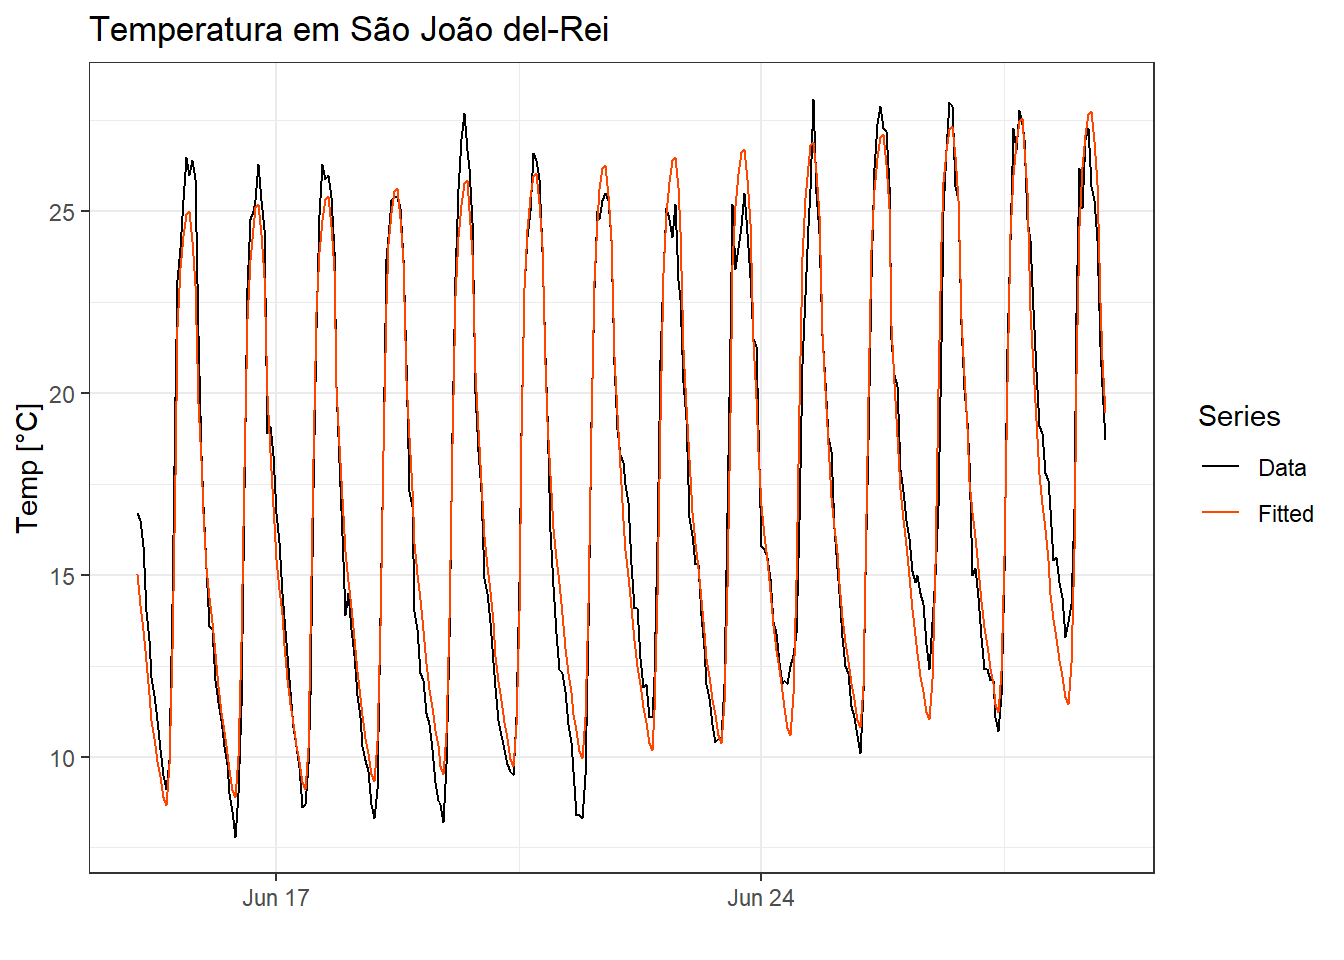 Temperatura em São João del-Rei
Temp [°C]
25
20
15
10
Jun 17
Jun 24
Series
Data
Fitted